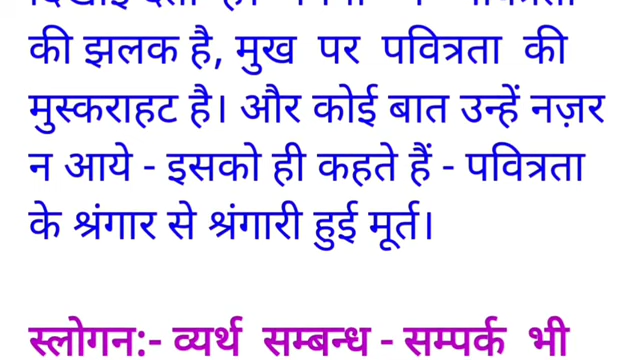 की झलक है, मुख पर पवित्रता की
मुस्कराहट है। और कोई बात उन्हें नज़र
न आये - इसको ही कहते हैं - पवित्रता
के श्रंगार से श्रंगारी हुई मूर्त।
स्लोगन:- व्यर्थ सम्बन्ध - सम्पर्क भी